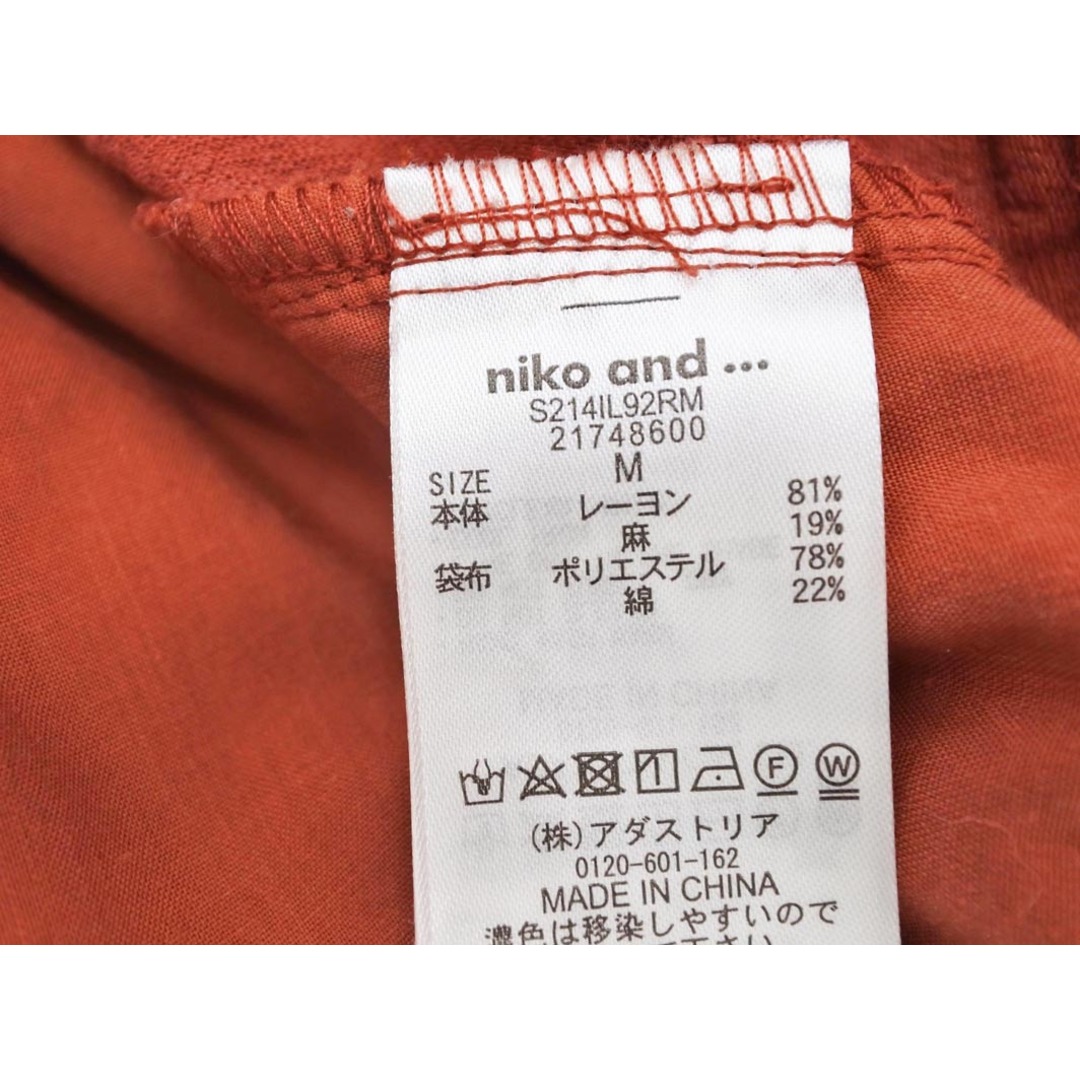 niko and ...
S214IL92RM
21748600
SIZE M
本体 レーヨン 81%
麻 19%
袋布 ポリエステル 78%
綿 22%
F W
(株)アダストリア
0120-601-162
MADE IN CHINA
濃色は移染しやすいので